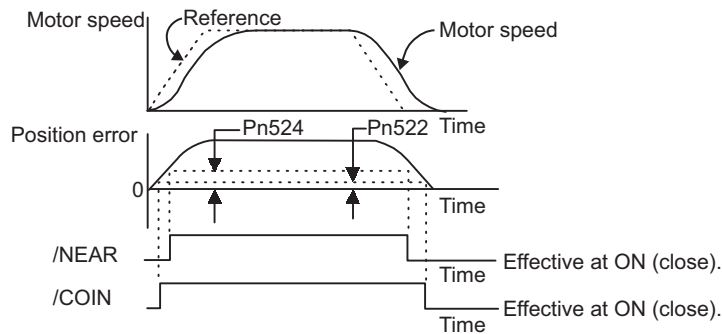 Motor speed
Reference
Motor speed
Time
Position error
Pn524
Pn522
0
Time
/NEAR
Effective at ON (close).
Time
/COIN
Effective at ON (close).
Time